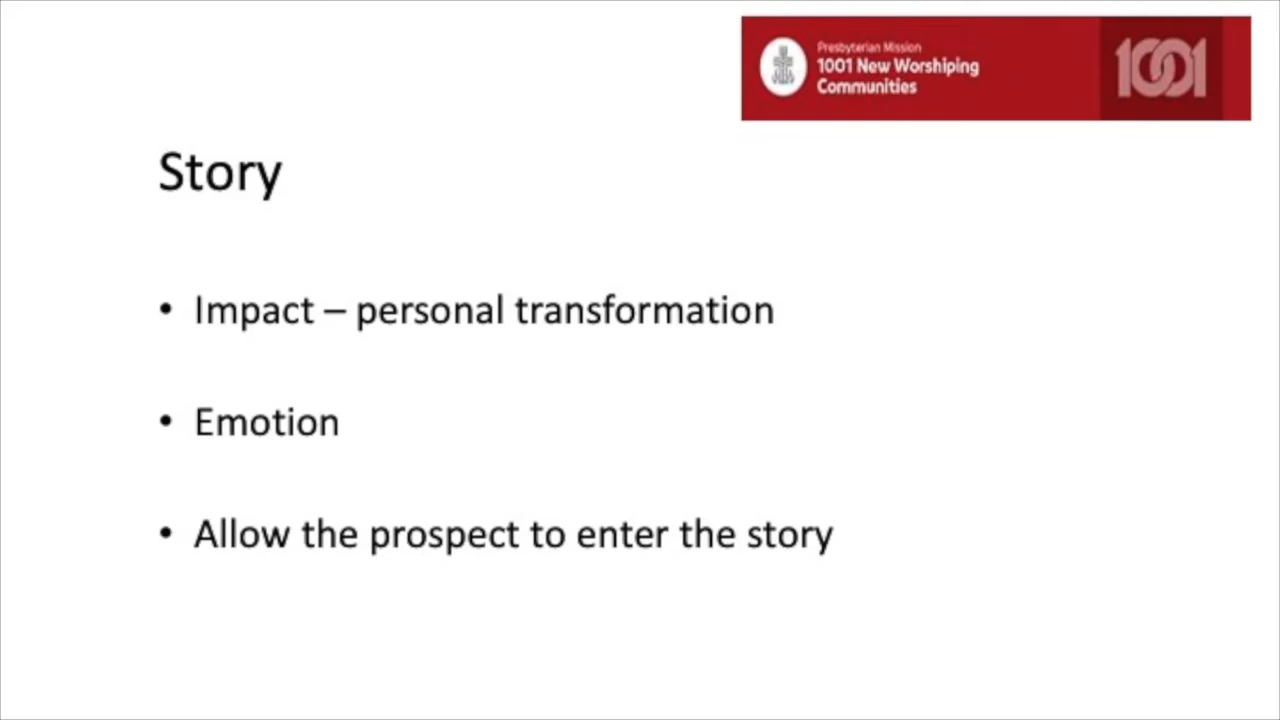 Presbyterian Mission
1001 New Worshiping
Communities
1001
Story
• Impact – personal transformation
• Emotion
• Allow the prospect to enter the story